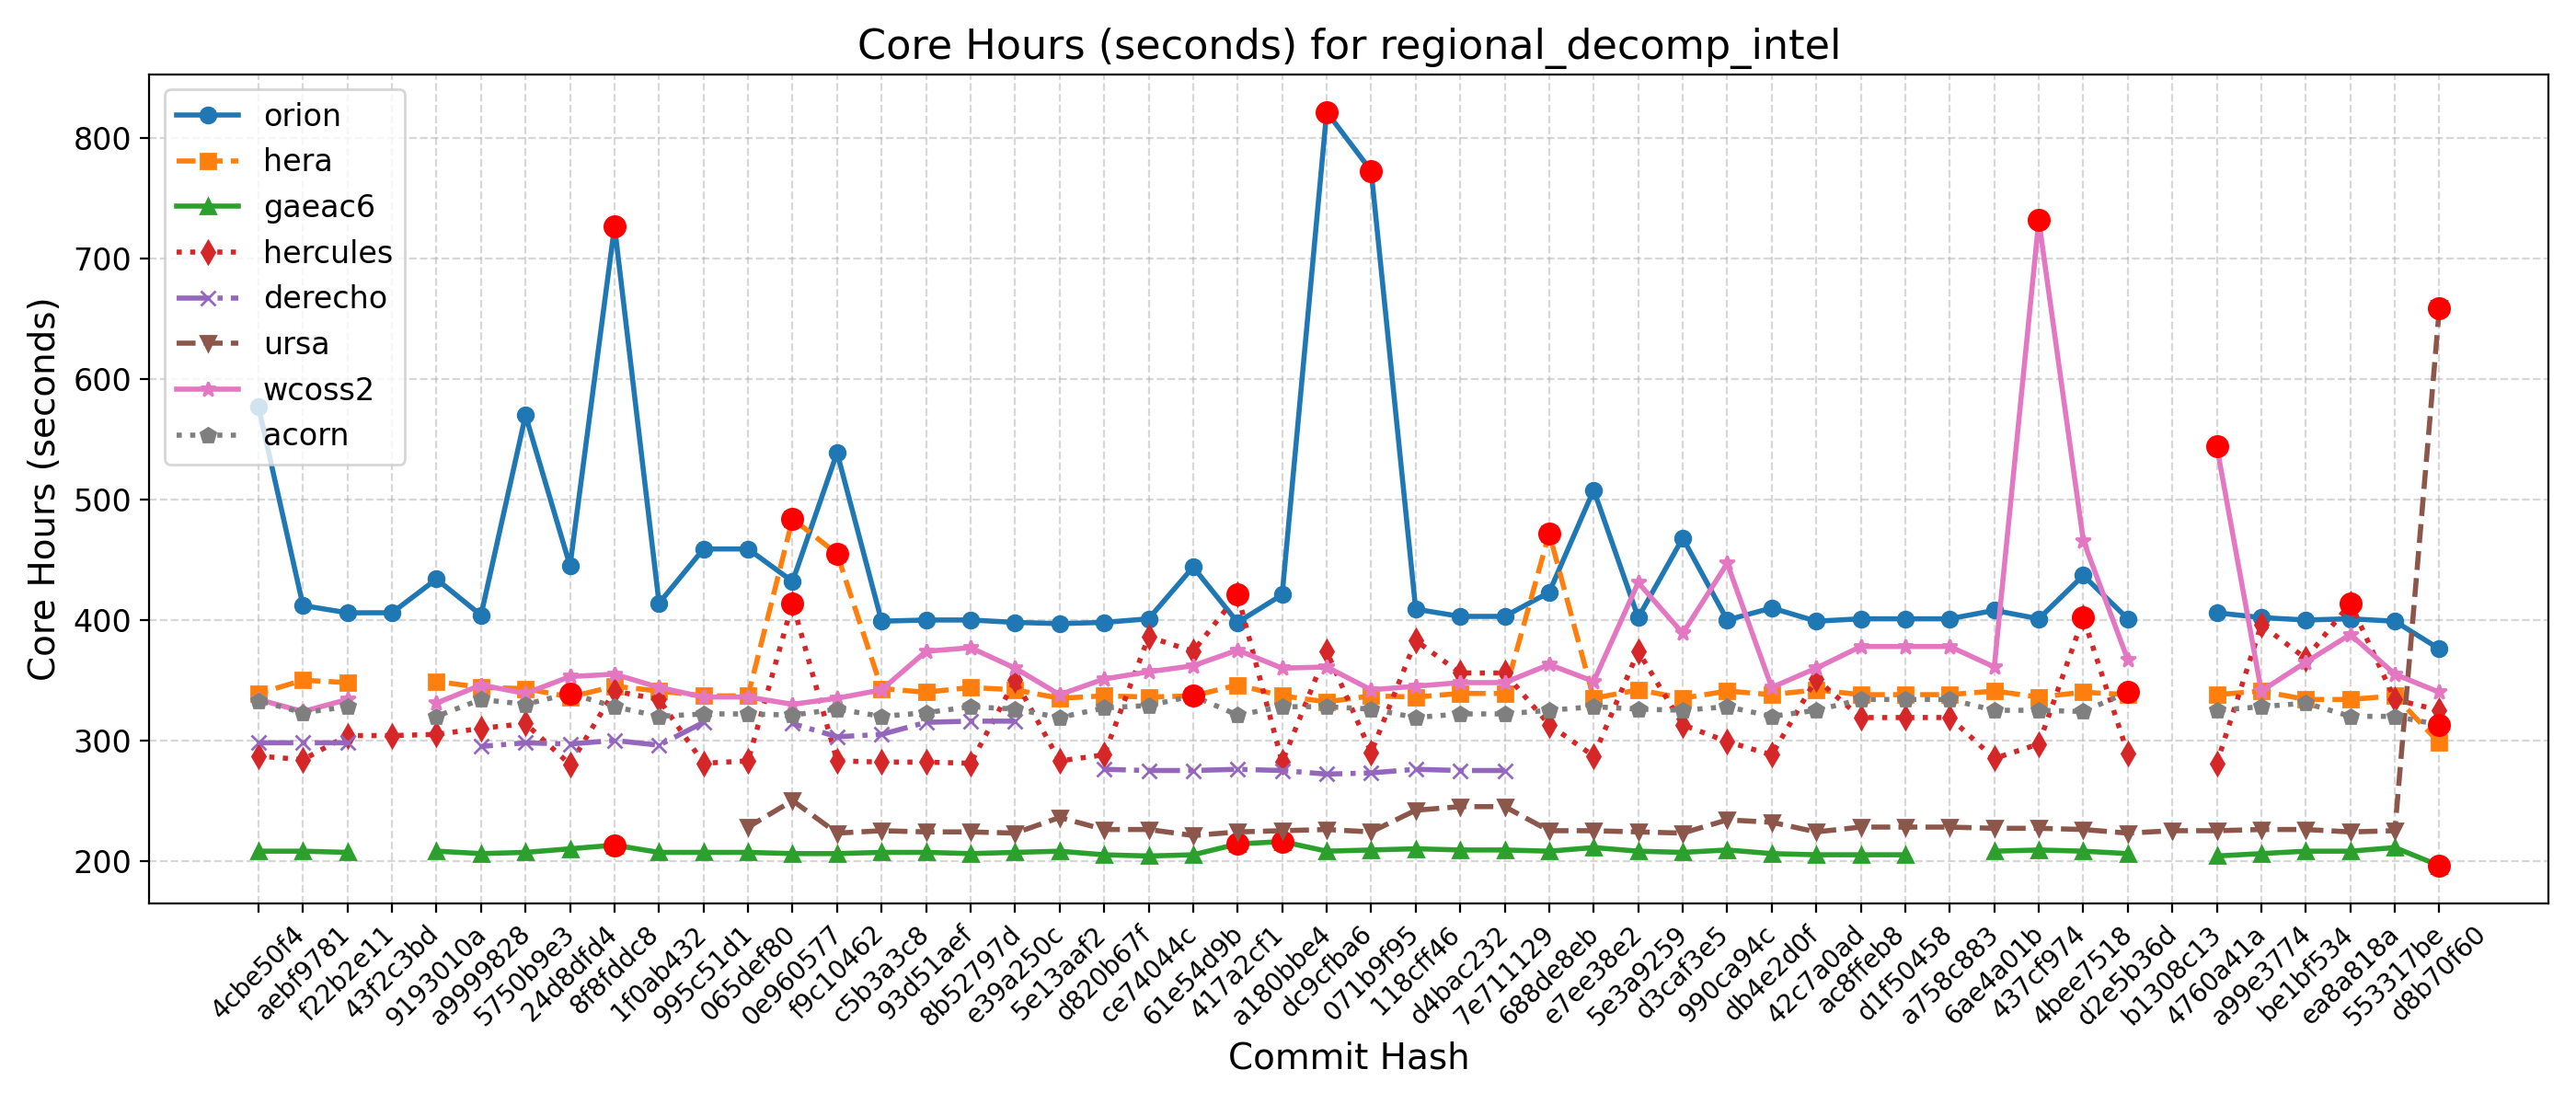 Core Hours (seconds) for regional_decomp_intel
Core Hours (seconds)
800
700
600
500
400
300
200
orion
hera
gaeac6
hercules
derecho
ursa
wcoss2
acorn
4cbe50f4
aebf9781
f22b2e11
43f2c3bd
9193010a
a9999828
5750b9e3
24d8dfd4
8f8fddc8
1f0ab432
995c51d1
065def80
0e960577
f9c10462
c5b3a3c8
93d51aef
8b52797d
e39a250c
5e13aaf2
d820b67f
ce74044c
61e54d9b
417a2cf1
a180bbe4
dc9cfba6
071b9f95
118cff46
d4bac232
7e711129
688de8eb
e7ee38e2
5e3a9259
d3caf3e5
990ca94c
db4e2d0f
42c7a0ad
ac8ffeb8
d1f50458
a758c883
6ae4a01b
437cf974
4bee7518
d2e5b36d
b1308c13
4760a41a
a99e3774
be1bf534
ea8a818a
553317be
d8b70f60
Commit Hash